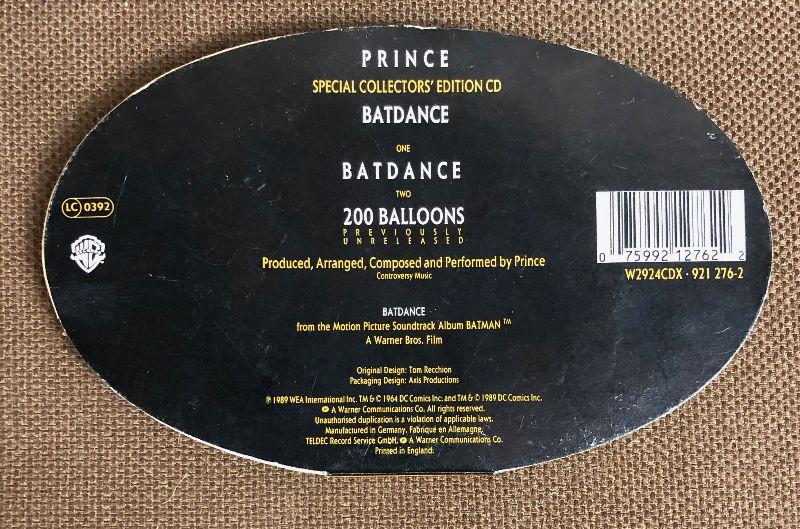 PRINCE
SPECIAL COLLECTORS' EDITION CD
BATDANCE
ONE
BATDANCE
TWO
200 BALLOONS
PREVIOUSLY
UNRELEASED
Produced, Arranged, Composed and Performed by Prince
Controversy Music
BATDANCE
from the Motion Picture Soundtrack Album BATMAN ™
A Warner Bros. Film
Original Design: Tom Recchion
Packaging Design: Axis Productions
℗ 1989 WEA International Inc. TM & © 1964 DC Comics Inc. and TM & © 1989 DC Comics Inc.
A Warner Communications Co. All rights reserved.
Unauthorised duplication is a violation of applicable laws.
Manufactured in Germany. Fabriqué en Allemagne.
TELDEC Record Service GmbH. A Warner Communications Co.
Printed in England.
LC 0392
WB
0 75992 12762 2
W2924CDX · 921 276-2